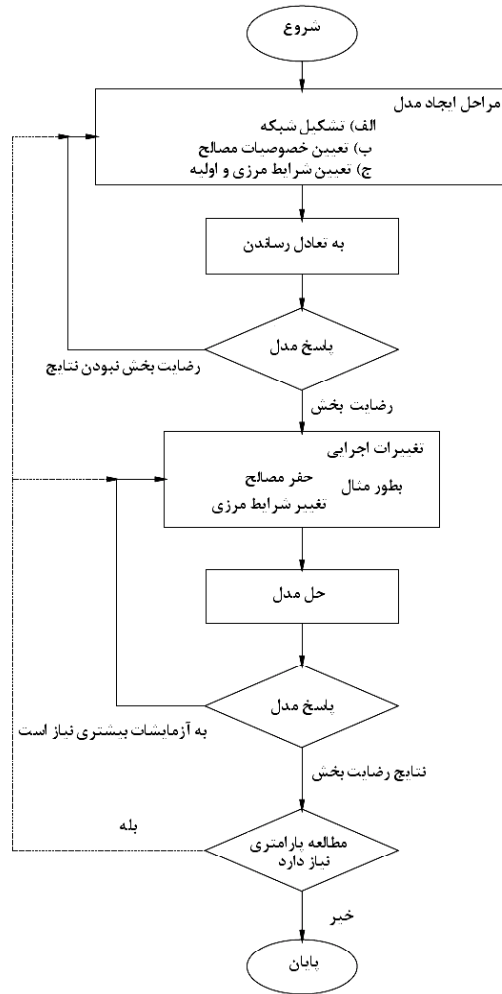 شروع
مراحل ایجاد مدل
الف) تشکیل شبکه
ب) تعیین خصوصیات مصالح
ج) تعیین شرایط مرزی و اولیه
به تعادل رساندن
پاسخ مدل
رضایت بخش نبودن نتایج
رضایت بخش
تغییرات اجرایی
بطور مثال
حفر مصالح
تغییر شرایط مرزی
حل مدل
پاسخ مدل
به آزمایشات بیشتری نیاز است
نتایج رضایت بخش
مطالعه پارامتری
نیاز دارد
بله
خیر
پایان